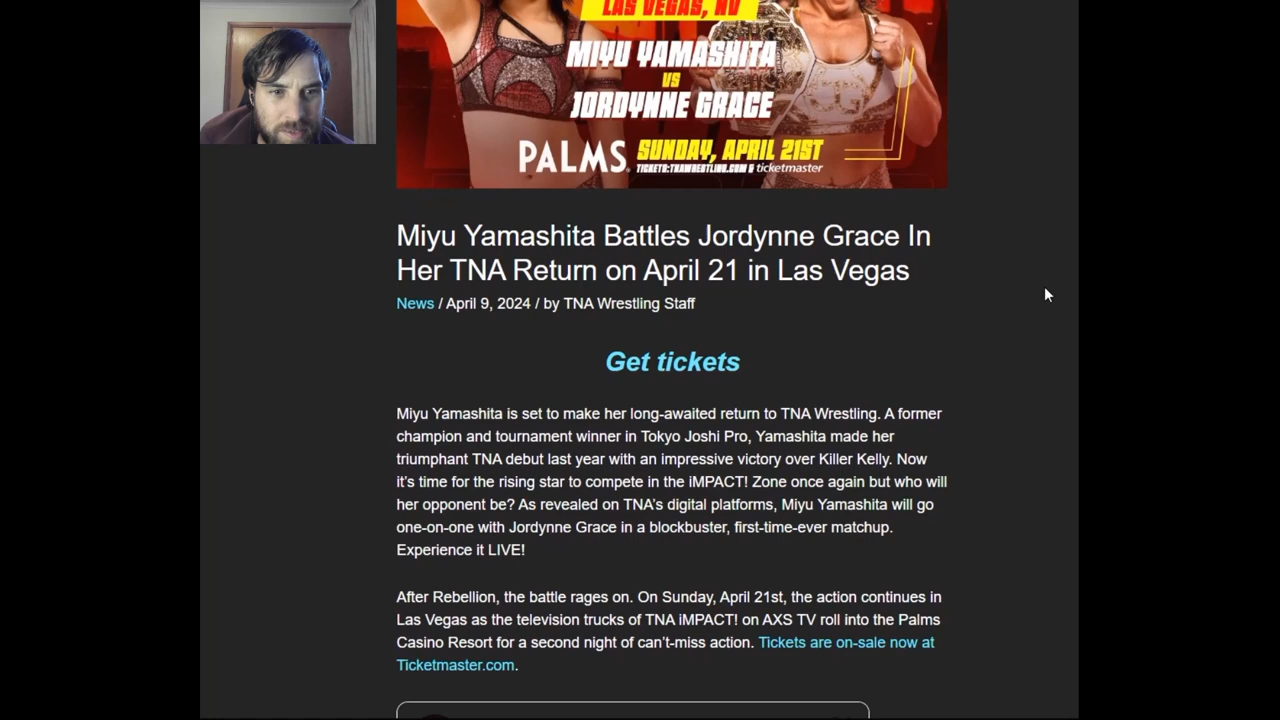 LAS VEGAS, NV
MIYU YAMASHITA
VS
JORDYNNE GRACE
PALMS SUNDAY, APRIL 21ST
TICKETS:TNAWRESTLING.COM & ticketmaster
Miyu Yamashita Battles Jordynne Grace In
Her TNA Return on April 21 in Las Vegas
News / April 9, 2024 / by TNA Wrestling Staff
Get tickets
Miyu Yamashita is set to make her long-awaited return to TNA Wrestling. A former
champion and tournament winner in Tokyo Joshi Pro, Yamashita made her
triumphant TNA debut last year with an impressive victory over Killer Kelly. Now
it’s time for the rising star to compete in the iMPACT! Zone once again but who will
her opponent be? As revealed on TNA’s digital platforms, Miyu Yamashita will go
one-on-one with Jordynne Grace in a blockbuster, first-time-ever matchup.
Experience it LIVE!
After Rebellion, the battle rages on. On Sunday, April 21st, the action continues in
Las Vegas as the television trucks of TNA iMPACT! on AXS TV roll into the Palms
Casino Resort for a second night of can’t-miss action. Tickets are on-sale now at
Ticketmaster.com.